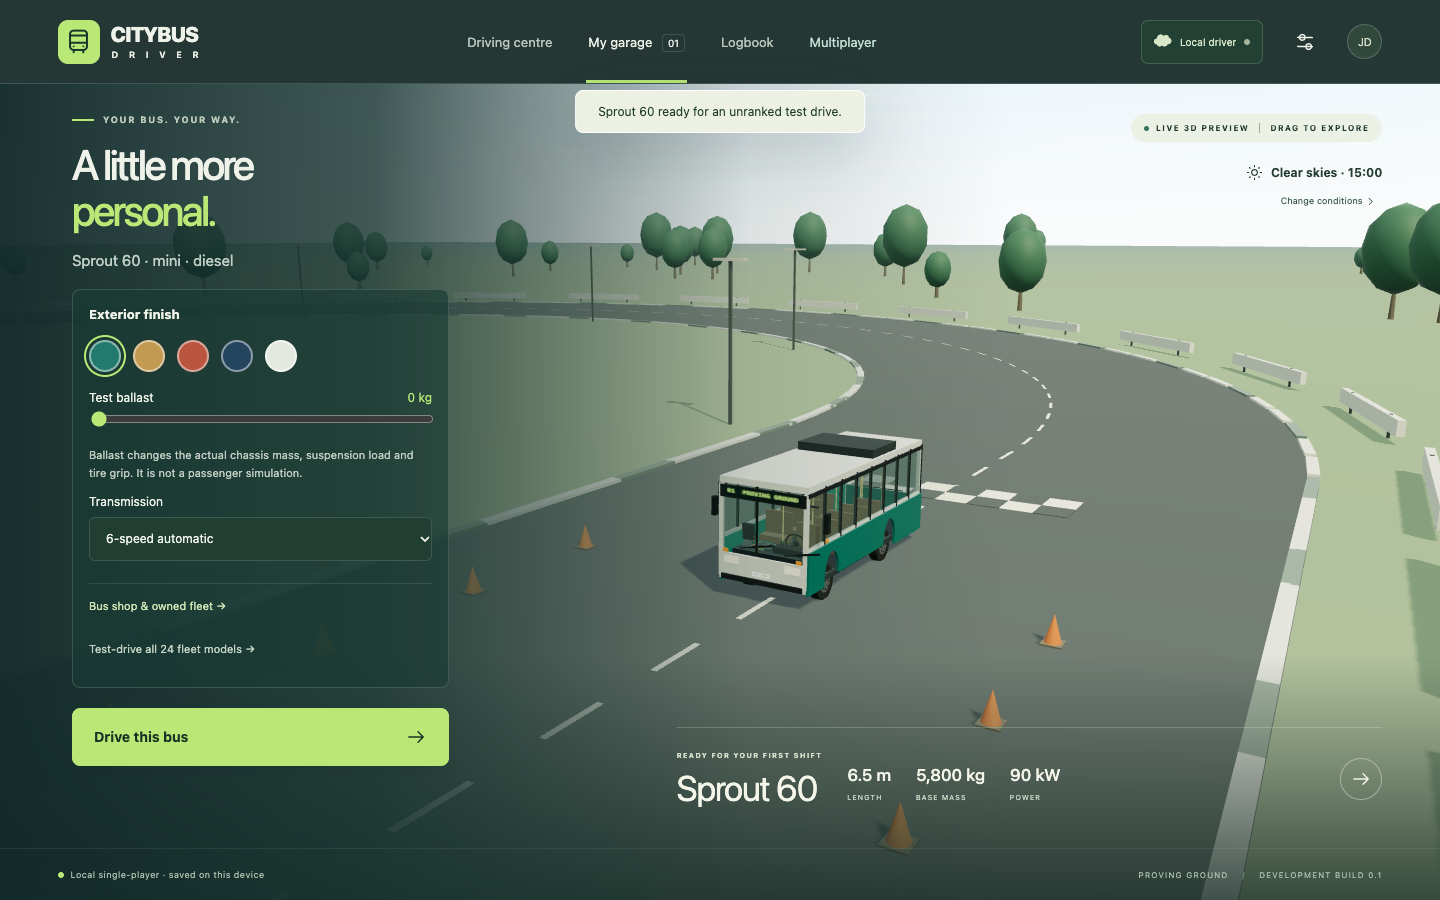 CITYBUS
DRIVER
Driving centre
My garage 01
Logbook
Multiplayer
Local driver
JD
Sprout 60 ready for an unranked test drive.
YOUR BUS. YOUR WAY.
A little more
personal.
Sprout 60 · mini · diesel
LIVE 3D PREVIEW | DRAG TO EXPLORE
Clear skies · 15:00
Change conditions
Exterior finish
Test ballast 0 kg
Ballast changes the actual chassis mass, suspension load and
tire grip. It is not a passenger simulation.
Transmission
6-speed automatic
Bus shop & owned fleet →
Test-drive all 24 fleet models →
Drive this bus →
01 PROVING GROUND
READY FOR YOUR FIRST SHIFT
Sprout 60
6.5 m
LENGTH
5,800 kg
BASE MASS
90 kW
POWER
Local single-player · saved on this device
PROVING GROUND / DEVELOPMENT BUILD 0.1